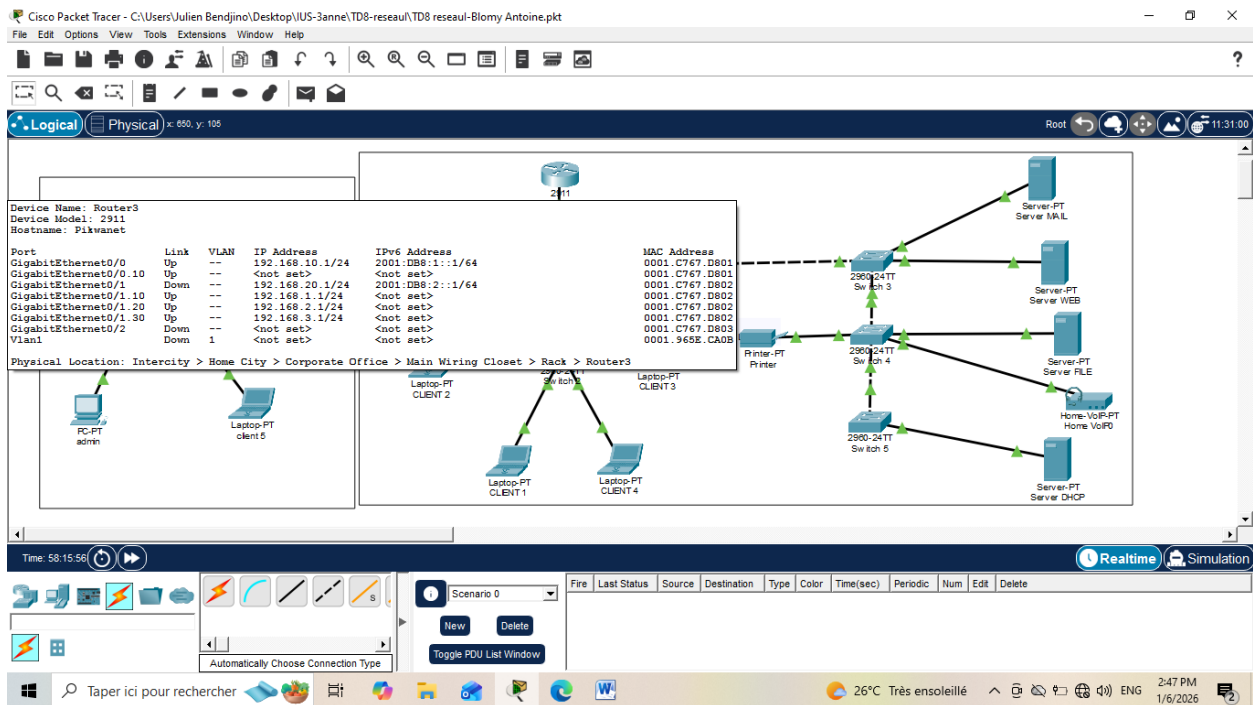 Cisco Packet Tracer - C:\Users\Julien Bendjino\Desktop\IUS-3anne\TD8-reseaul\TD8 reseaul-Blomy Antoine.pkt
File Edit Options View Tools Extensions Window Help
?
Logical Physical x: 650, y: 105 Root 11:31:00
2911
Device Name: Router3
Device Model: 2911
Hostname: Pikwanet
Port Link VLAN IP Address IPv6 Address MAC Address
GigabitEthernet0/0 Up -- 192.168.10.1/24 2001:DB8:1::1/64 0001.C767.D801
GigabitEthernet0/0.10 Up -- <not set> <not set> 0001.C767.D801
GigabitEthernet0/1 Down -- 192.168.20.1/24 2001:DB8:2::1/64 0001.C767.D802
GigabitEthernet0/1.10 Up -- 192.168.1.1/24 <not set> 0001.C767.D802
GigabitEthernet0/1.20 Up -- 192.168.2.1/24 <not set> 0001.C767.D802
GigabitEthernet0/1.30 Up -- 192.168.3.1/24 <not set> 0001.C767.D802
GigabitEthernet0/2 Down -- <not set> <not set> 0001.C767.D803
Vlan1 Down 1 <not set> <not set> 0001.965E.CA0B
Physical Location: Intercity > Home City > Corporate Office > Main Wiring Closet > Rack > Router3
Server-PT
Server MAIL
2960-24TT
Switch 3
Server-PT
Server WEB
Printer-PT
Printer
2960-24TT
Switch 4
Server-PT
Server FILE
Laptop-PT
CLIENT 2
Switch 2
Laptop-PT
CLIENT 3
PC-PT
admin
Laptop-PT
client 5
Home-VoIP-PT
Home VoIP0
2960-24TT
Switch 5
Laptop-PT
CLIENT 1
Laptop-PT
CLIENT 4
Server-PT
Server DHCP
Time: 58:15:56 Realtime Simulation
Scenario 0
New Delete
Toggle PDU List Window
Fire Last Status Source Destination Type Color Time(sec) Periodic Num Edit Delete
s
Automatically Choose Connection Type
Taper ici pour rechercher
26°C Très ensoleillé ENG 2:47 PM
1/6/2026
2